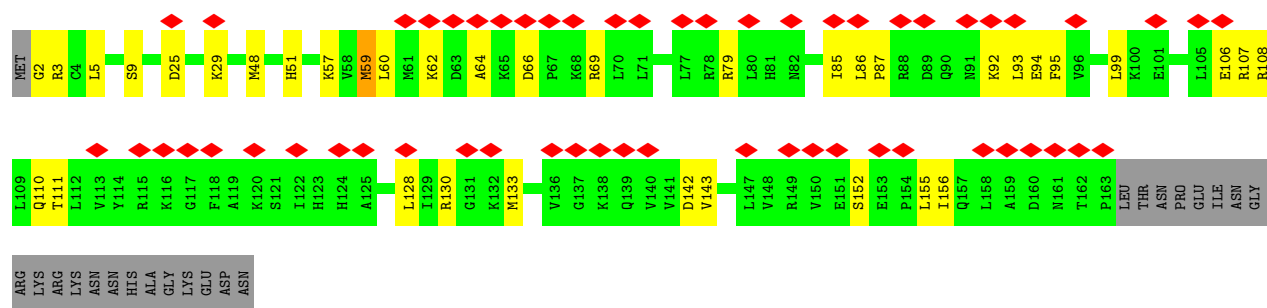 MET G2 R3 C4 L5 S9 D25 K29 M48 H51 K57 V58 M59 L60 M61 K62 D63 A64 K65 D66 P67 K68 R69 L70 L71 L77 R78 R79 L80 H81 N82 I85 L86 P87 R88 D89 Q90 N91 K92 L93 E94 F95 V96 L99 K100 E101 L105 E106 R107 R108
L109 Q110 T111 L112 V113 Y114 R115 K116 G117 F118 A119 K120 S121 I122 H123 H124 A125 L128 I129 R130 G131 K132 M133 V136 G137 K138 Q139 V140 V141 D142 V143 L147 V148 R149 V150 E151 S152 E153 P154 L155 I156 Q157 L158 A159 D160 N161 T162 P163 LEU THR ASN PRO GLU ILE ASN GLY
ARG LYS ARG LYS ASN ASN HIS ALA GLY LYS GLU ASP ASN